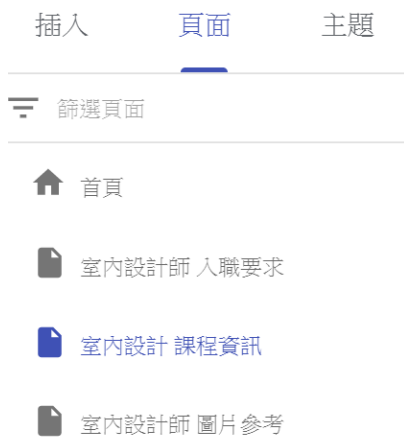 插入 頁面 主題
篩選頁面
首頁
室內設計師 入職要求
室內設計 課程資訊
室內設計師 圖片參考